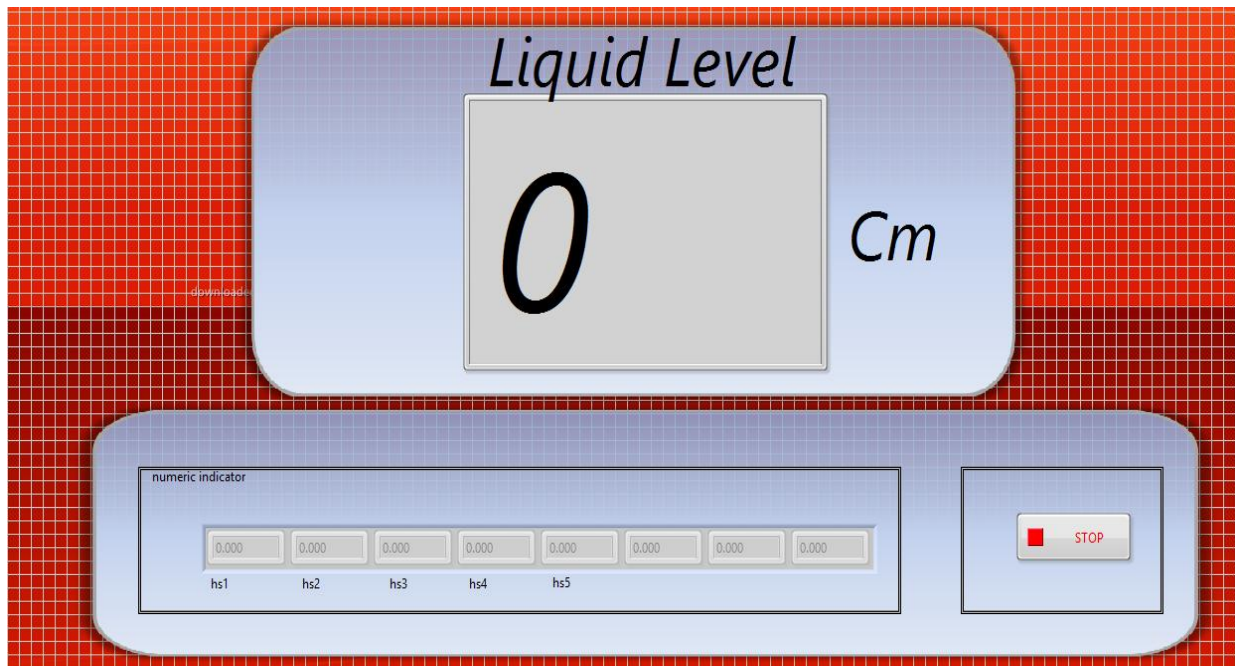 Liquid Level
0
Cm
downloaded
numeric indicator
0.000 0.000 0.000 0.000 0.000 0.000 0.000 0.000
hs1 hs2 hs3 hs4 hs5
STOP